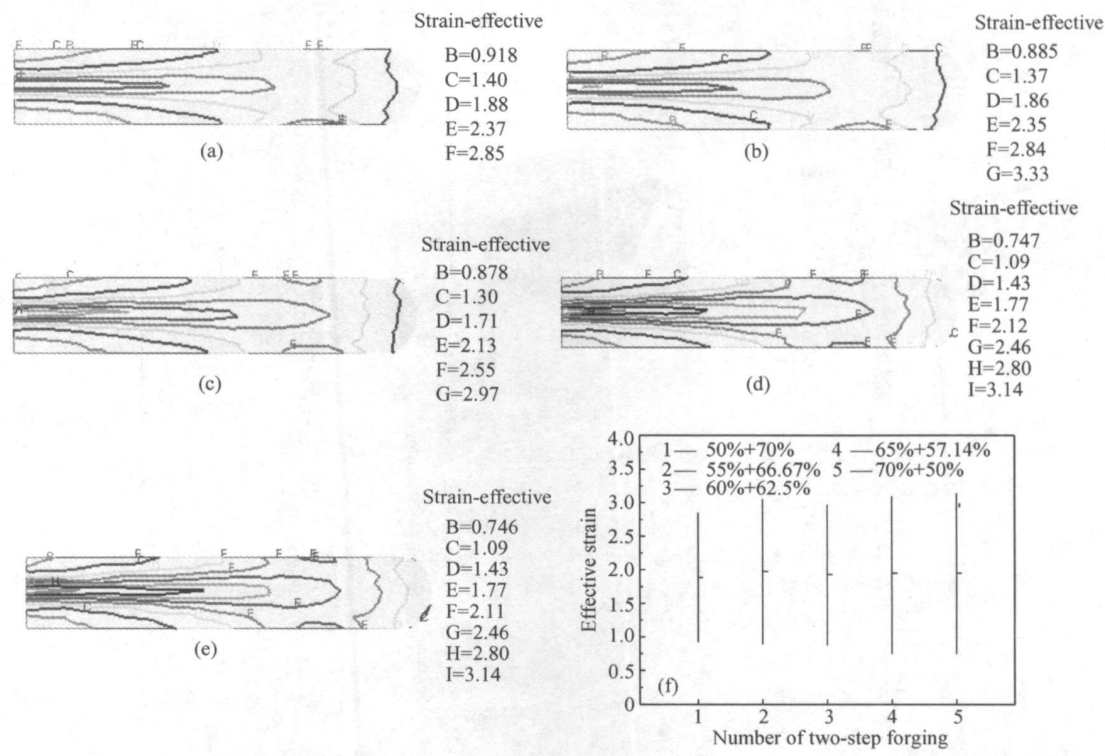 Strain-effective
B=0.918
C=1.40
D=1.88
E=2.37
F=2.85
(a)
Strain-effective
B=0.885
C=1.37
D=1.86
E=2.35
F=2.84
G=3.33
(b)
Strain-effective
B=0.878
C=1.30
D=1.71
E=2.13
F=2.55
G=2.97
(c)
Strain-effective
B=0.747
C=1.09
D=1.43
E=1.77
F=2.12
G=2.46
H=2.80
I=3.14
(d)
Strain-effective
B=0.746
C=1.09
D=1.43
E=1.77
F=2.11
G=2.46
H=2.80
I=3.14
(e)
4.0
3.5
3.0
2.5
2.0
1.5
1.0
0.5
0
Effective strain
1— 50%+70% 4 —65%+57.14%
2— 55%+66.67% 5 —70%+50%
3— 60%+62.5%
(f)
1 2 3 4 5
Number of two-step forging